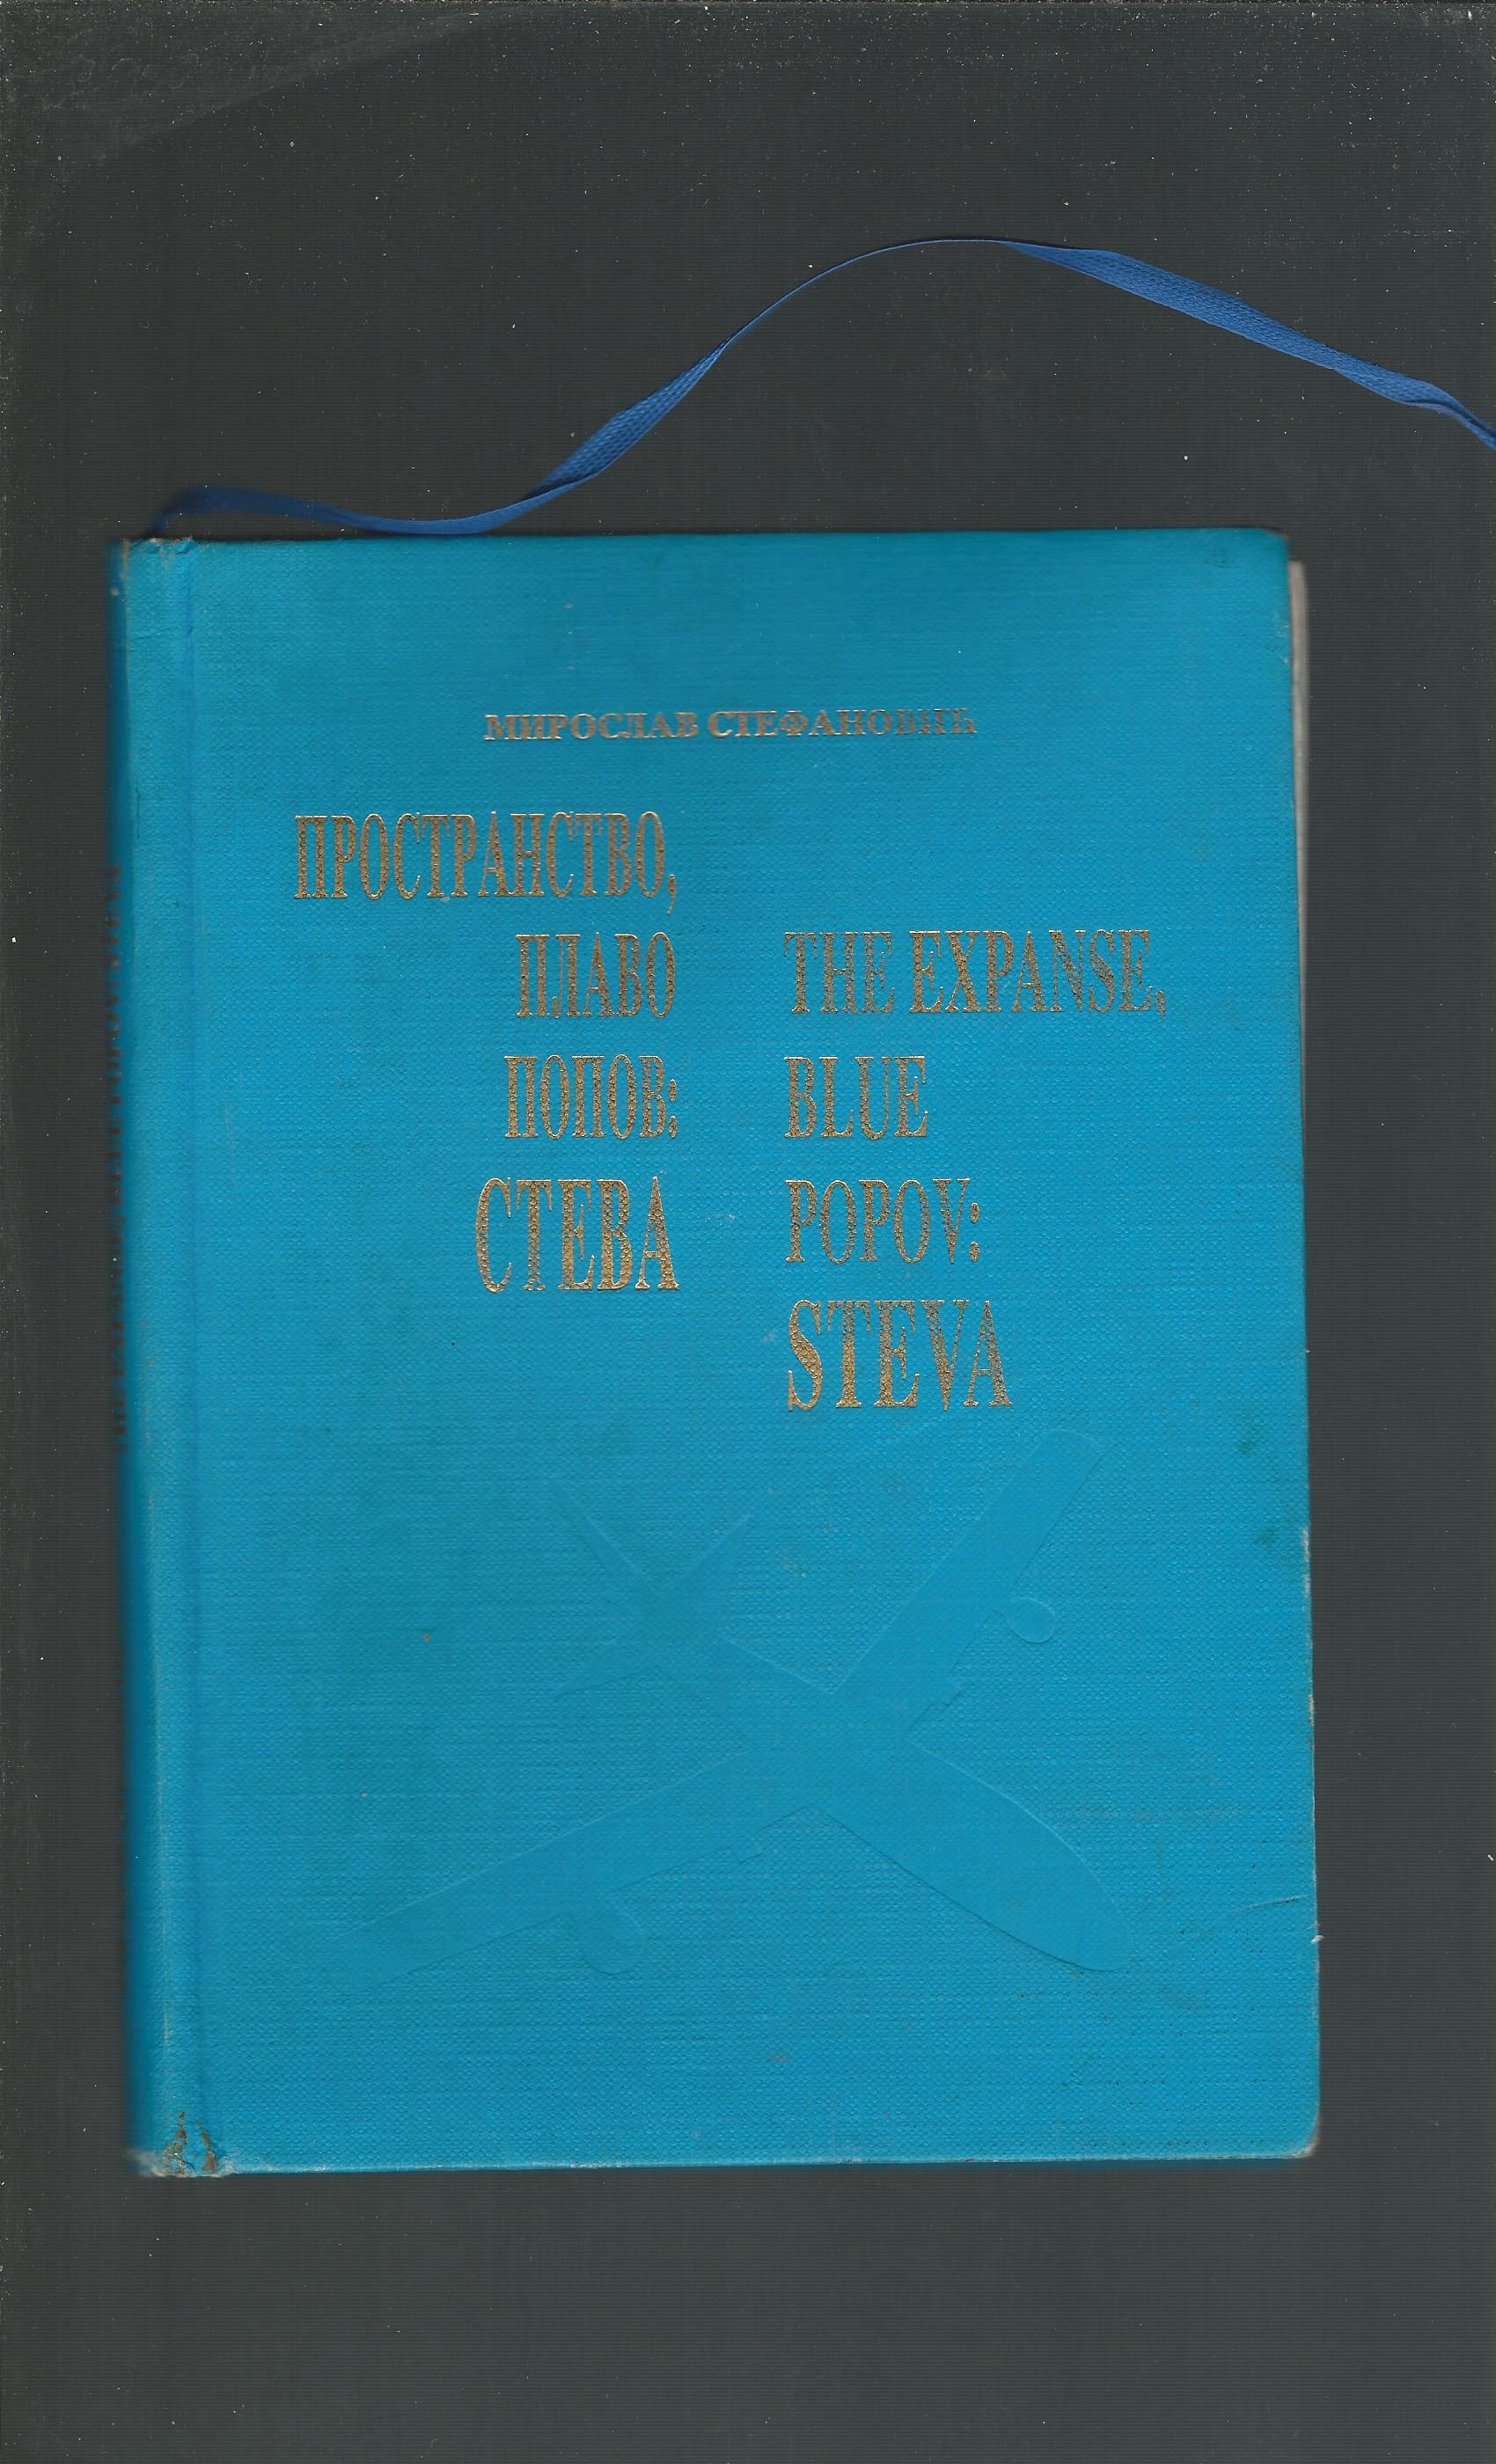 МИРОСЛАВ СТЕФАНОВИЋ
ПРОСТРАНСТВО,
ПЛАВО
ПОПОВ:
СТЕВА
THE EXPANSE,
BLUE
POPOV:
STEVA